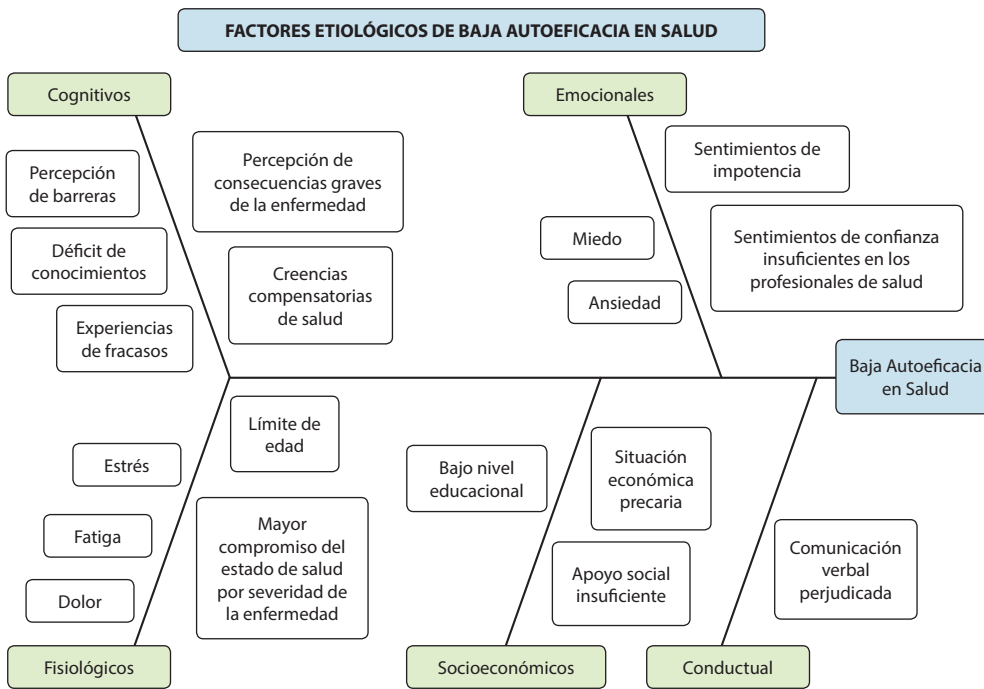 FACTORES ETIOLÓGICOS DE BAJA AUTOEFICACIA EN SALUD
Cognitivos
Percepción
de barreras
Percepción de
consecuencias graves
de la enfermedad
Déficit de
conocimientos
Creencias
compensatorias
de salud
Experiencias
de fracasos
Emocionales
Sentimientos de
impotencia
Miedo
Sentimientos de confianza
insuficientes en los
profesionales de salud
Ansiedad
Baja Autoeficacia
en Salud
Límite de
edad
Estrés
Fatiga
Mayor
compromiso del
estado de salud
por severidad de
la enfermedad
Dolor
Fisiológicos
Bajo nivel
educacional
Situación
económica
precaria
Apoyo social
insuficiente
Socioeconómicos
Comunicación
verbal
perjudicada
Conductual